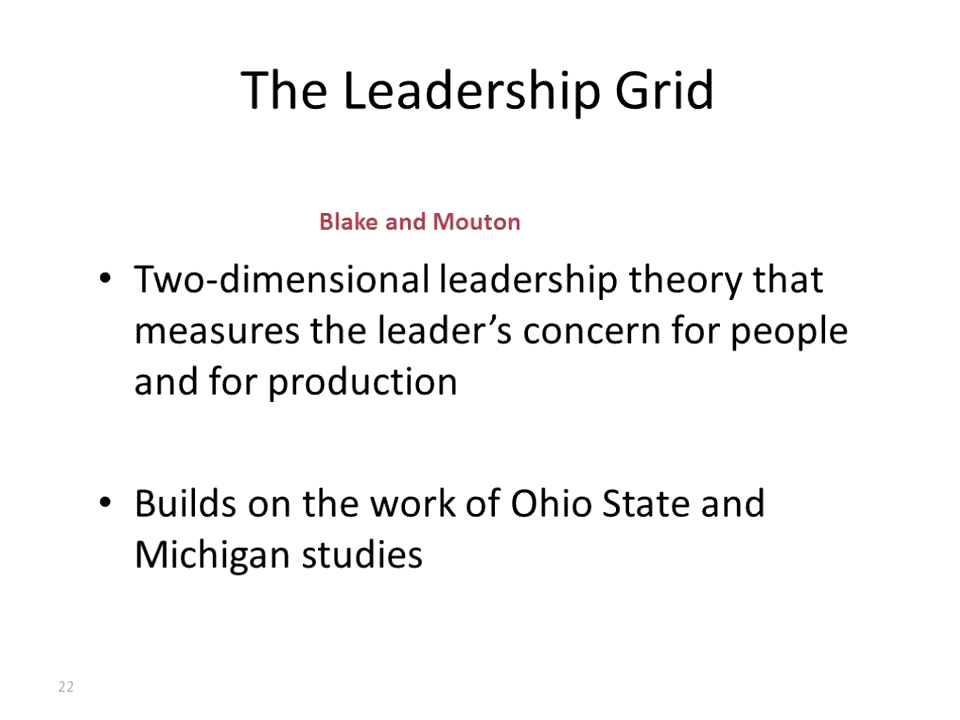 The Leadership Grid
Blake and Mouton
• Two-dimensional leadership theory that
measures the leader’s concern for people
and for production
• Builds on the work of Ohio State and
Michigan studies
22